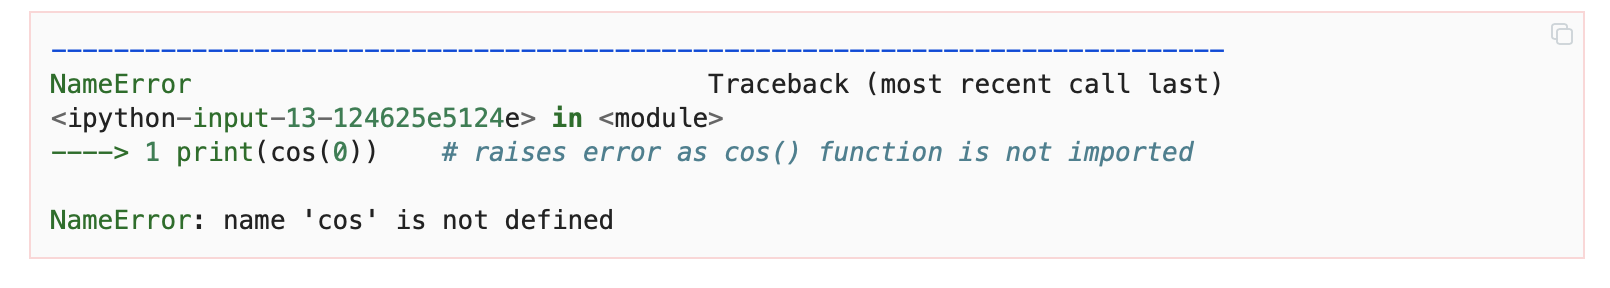 ---------------------------------------------------------------------------
NameError                                 Traceback (most recent call last)
<ipython-input-13-124625e5124e> in <module>
----> 1 print(cos(0))    # raises error as cos() function is not imported
NameError: name 'cos' is not defined